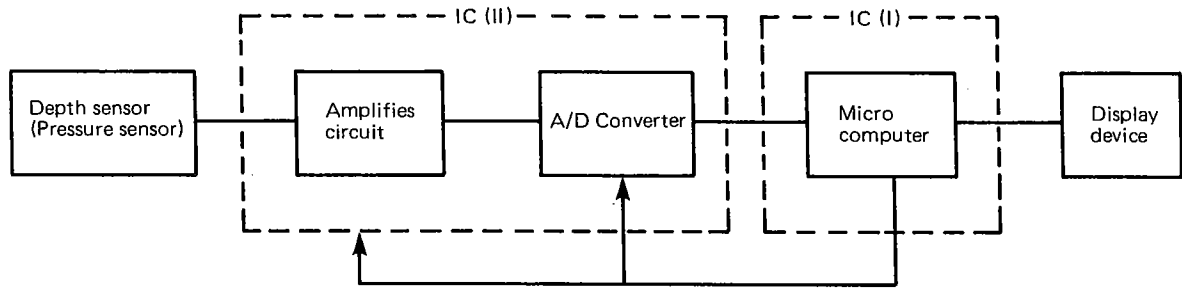 IC (II)
IC (I)
Depth sensor
(Pressure sensor)
Amplifies
circuit
A/D Converter
Micro
computer
Display
device